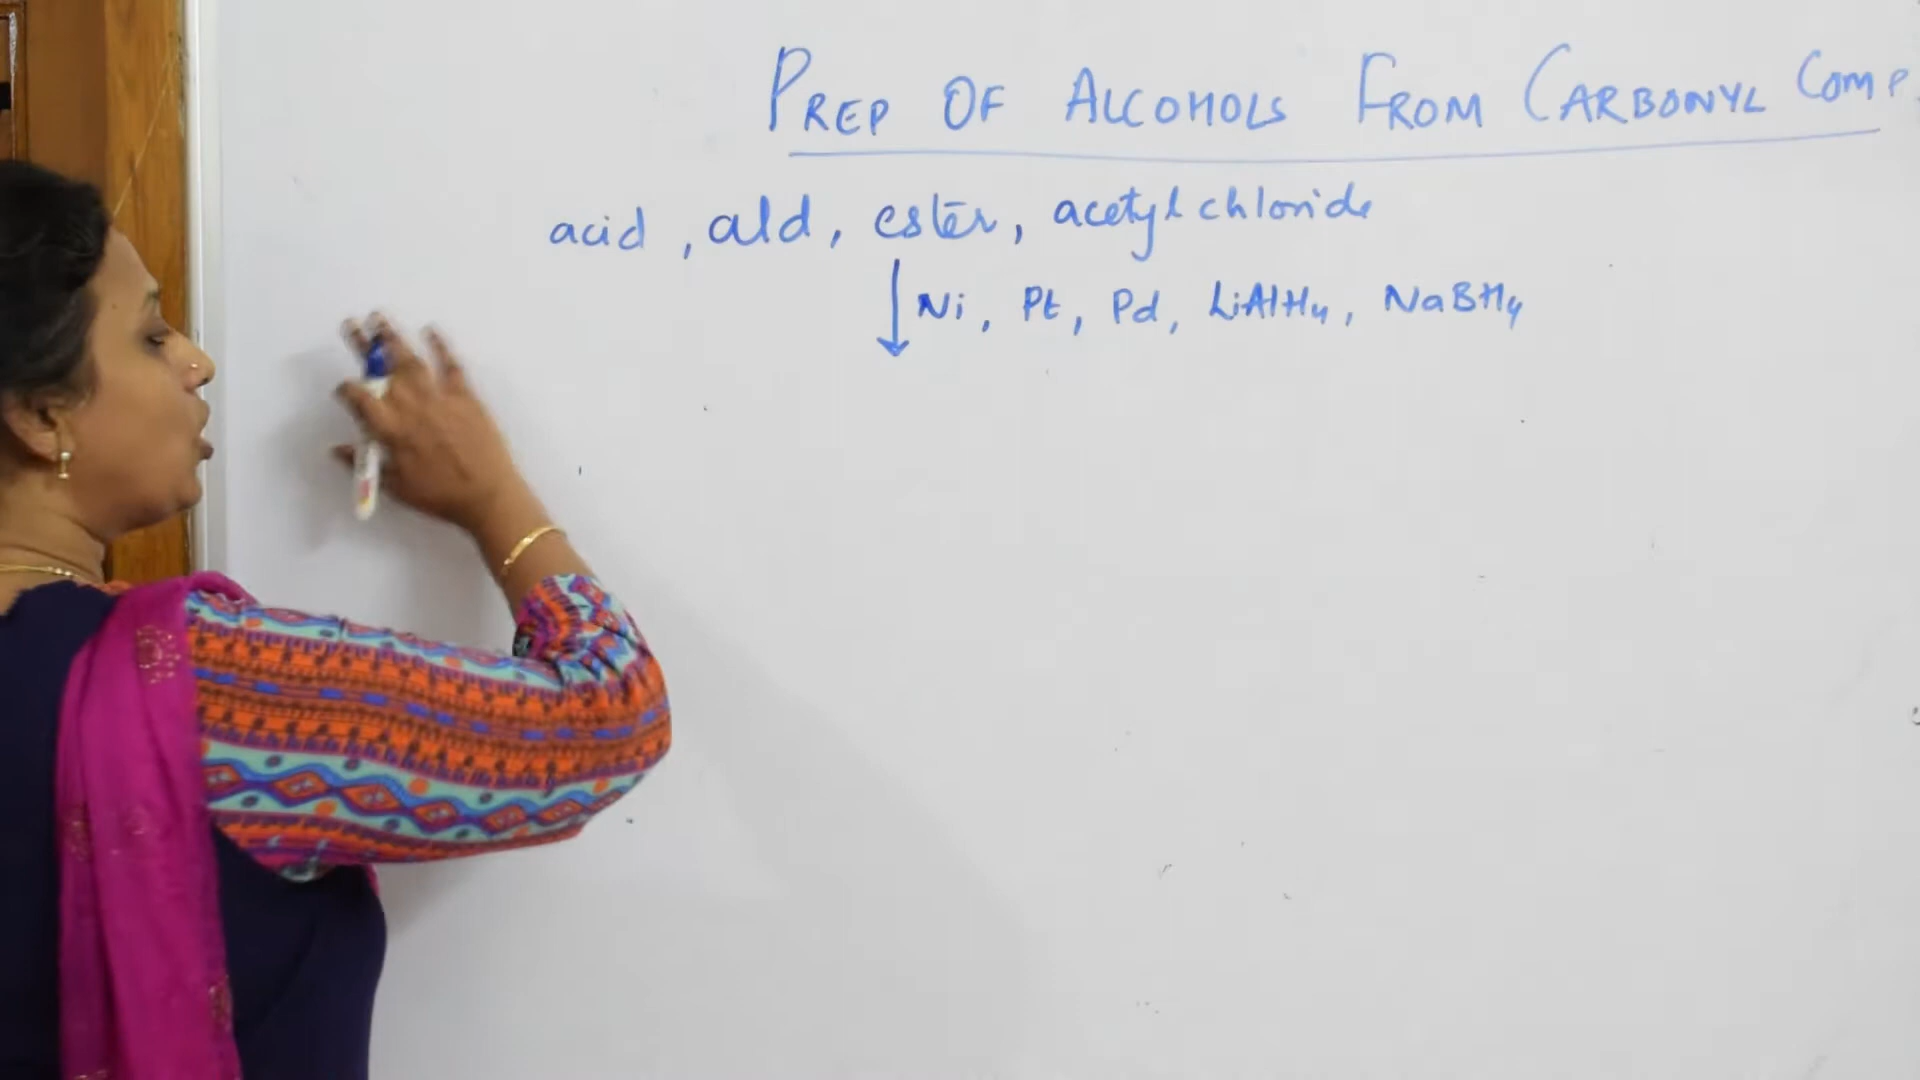 PREP OF ALCOHOLS FROM CARBONYL COMP.
acid, ald, ester, acetyl chloride
Ni, Pt, Pd, LiAlH4, NaBH4